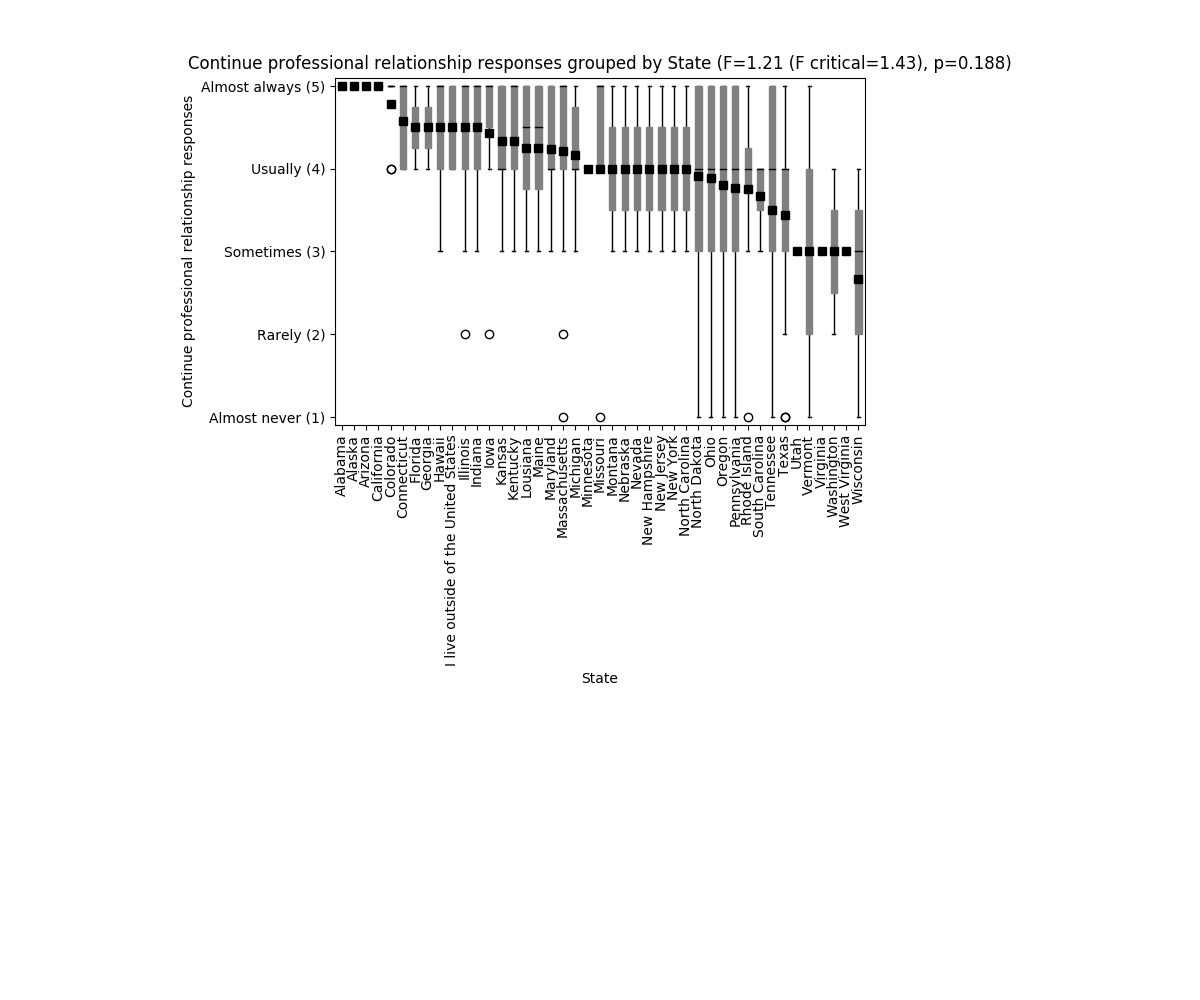 Continue professional relationship responses grouped by State (F=1.21 (F critical=1.43), p=0.188)
Continue professional relationship responses
Almost always (5)
Usually (4)
Sometimes (3)
Rarely (2)
Almost never (1)
Alabama
Alaska
Arizona
California
Colorado
Connecticut
Florida
Georgia
Hawaii
I live outside of the United States
Illinois
Indiana
Iowa
Kansas
Kentucky
Lousiana
Maine
Maryland
Massachusetts
Michigan
Minnesota
Missouri
Montana
Nebraska
Nevada
New Hampshire
New Jersey
New York
North Carolina
North Dakota
Ohio
Oregon
Pennsylvania
Rhode Island
South Carolina
Tennessee
Texas
Utah
Vermont
Virginia
Washington
West Virginia
Wisconsin
State